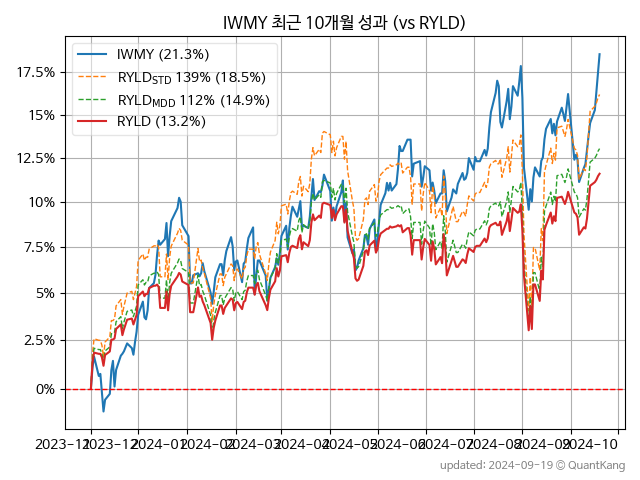 IWMY 최근 10개월 성과 (vs RYLD)
IWMY (21.3%)
RYLD_STD 139% (18.5%)
RYLD_MDD 112% (14.9%)
RYLD (13.2%)
17.5%
15%
12.5%
10%
7.5%
5%
2.5%
0%
2023-11 2023-12 2024-01 2024-02 2024-03 2024-04 2024-05 2024-06 2024-07 2024-08 2024-09 2024-10
updated: 2024-09-19 © QuantKang